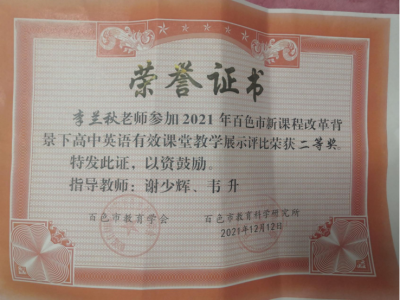 荣誉证书
李兰秋老师参加2021年百色市新课程改革背
景下高中英语有效课堂教学展示评比荣获二等奖。
特发此证，以资鼓励。
指导教师：谢少辉、韦升
百色市教育学会 百色市教育科学研究所
2021年12月12日